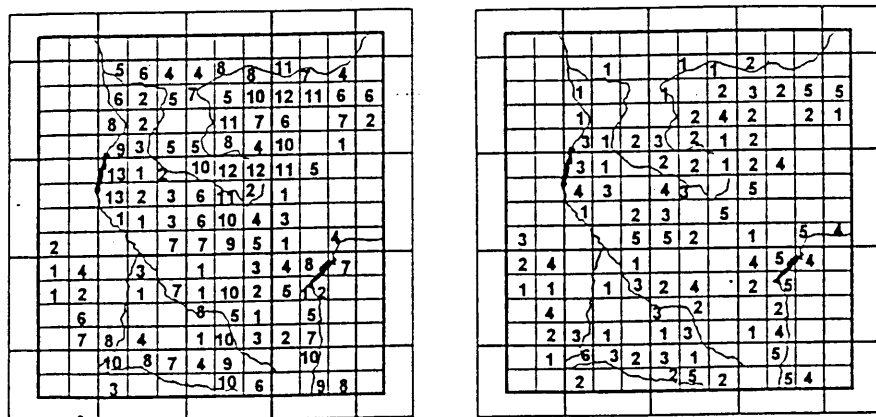 5 6 4 4 8 8 11 7 4
6 2 5 7 5 10 12 11 6 6
8 2 11 7 6 7 2
9 3 5 5 8 4 10 1
13 1 2 10 12 12 11 5
13 2 3 6 11 2 1
1 1 3 6 10 4 3
2 7 7 9 5 1 4
1 4 3 1 3 4 8 7
1 2 1 7 1 10 2 5 1 2
6 8 5 1 5
7 8 4 1 10 3 2 7
10 8 7 4 9 10
3 10 6 9 8
1 1 1 2
1 1 2 3 2 5 5
1 2 4 2 2 1
3 1 2 3 2 1 2
3 1 2 2 1 2 4
4 3 4 3 5
1 2 3 5
3 5 5 2 1 5 4
2 4 1 4 5 4
1 1 1 3 2 4 2 5
4 3 2 2
2 3 1 1 3 1 4
1 6 3 2 3 1 5
2 2 5 2 5 4